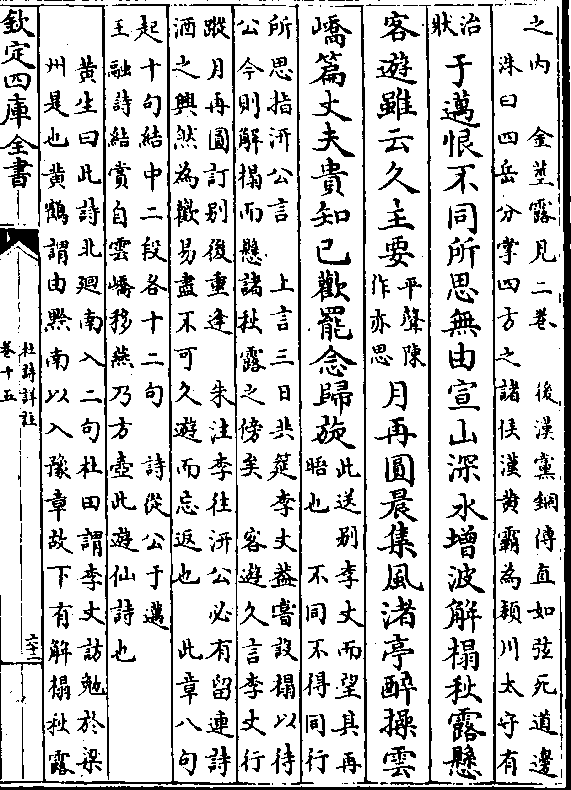 之内　金莖露見二巻　後漢黨錮傳直如弦死道邊
洙曰四岳分掌四方之諸侯漢黄霸為頴川太守有
治狀
于邁恨不同所思無由宣山深水增波解榻秋露懸
客遊雖云久主要平聲陳作亦思月再圓晨集風渚亭醉操雲
嶠篇丈夫貴知己歡罷念歸旋此送别李丈而望其再
晤也　不同不得同行
所思指沂公言　上言三日共筵李丈葢嘗設榻以待
公今則解榻而懸諸秋露之傍矣　客遊久言李丈行
蹤月再圓訂别後重逢　朱注李往沂公必有留連詩
酒之興然為歡易盡不可久遊而忘返也　此章八句
起十句結中二段各十二句　詩從公于邁
王融詩結賞自雲嶠移燕乃方壺此遊仙詩也
黄生曰此詩北廻南入二句杜田謂李丈訪勉於梁
州是也黄鶴謂由黔南以入豫章故下有解榻秋露
欽定四庫全書
杜詩詳註
卷十五
六十二